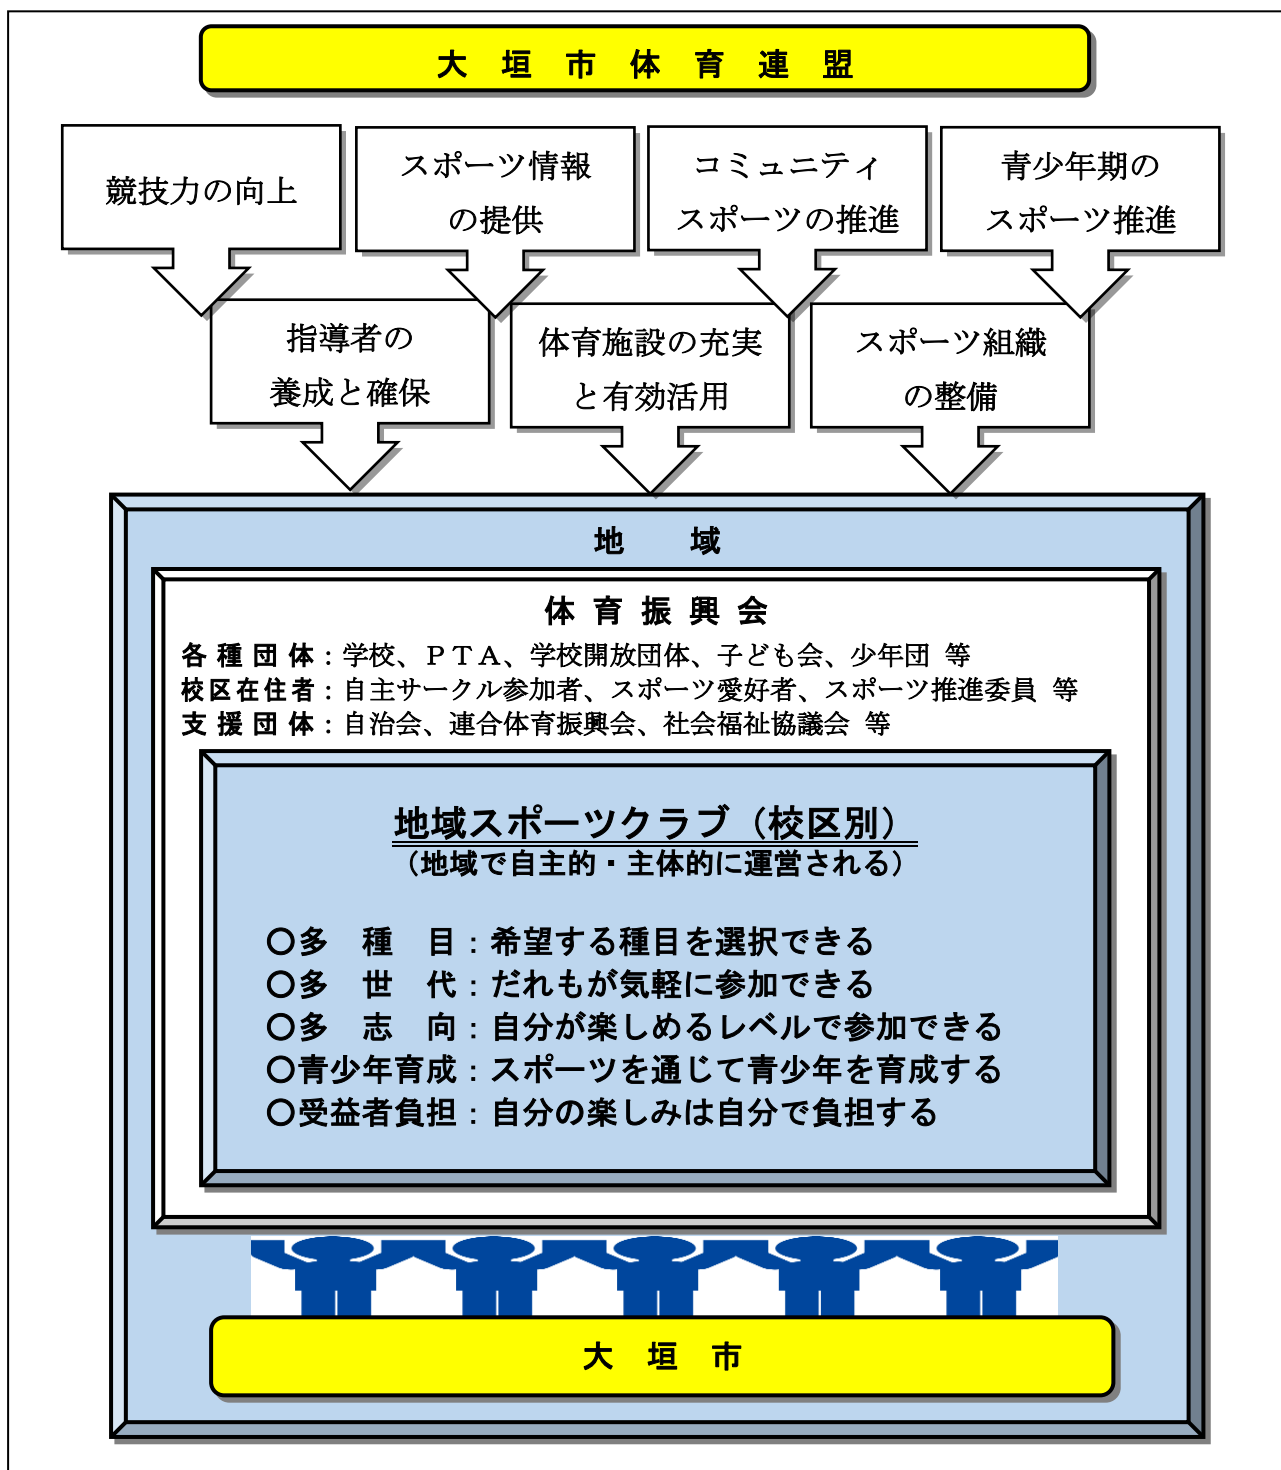 大垣市体育連盟
競技力の向上
スポーツ情報
の提供
コミュニティ
スポーツの推進
青少年期の
スポーツ推進
指導者の
養成と確保
体育施設の充実
と有効活用
スポーツ組織
の整備
地　域
体育振興会
各種団体：学校、ＰＴＡ、学校開放団体、子ども会、少年団 等
校区在住者：自主サークル参加者、スポーツ愛好者、スポーツ推進委員 等
支援団体：自治会、連合体育振興会、社会福祉協議会 等
地域スポーツクラブ（校区別）
（地域で自主的・主体的に運営される）
○多　種　目：希望する種目を選択できる
○多　世　代：だれもが気軽に参加できる
○多　志　向：自分が楽しめるレベルで参加できる
○青少年育成：スポーツを通じて青少年を育成する
○受益者負担：自分の楽しみは自分で負担する
大　垣　市